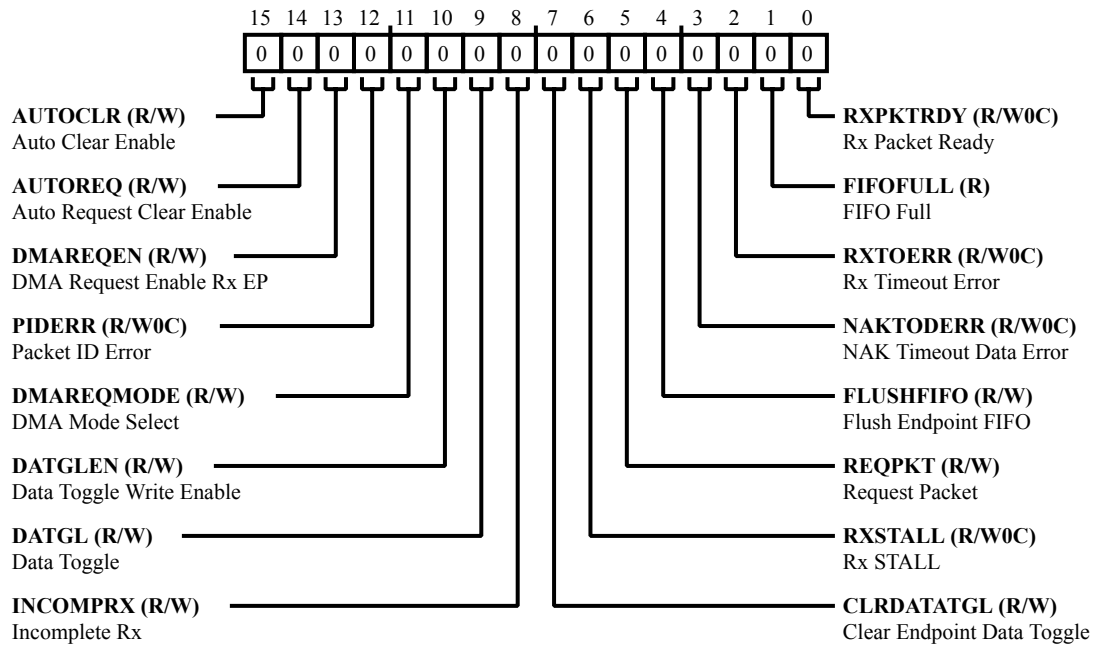 15 14 13 12 11 10 9 8 7 6 5 4 3 2 1 0
0 0 0 0 0 0 0 0 0 0 0 0 0 0 0 0
AUTOCLR (R/W)
Auto Clear Enable
AUTOREQ (R/W)
Auto Request Clear Enable
DMAREQEN (R/W)
DMA Request Enable Rx EP
PIDERR (R/W0C)
Packet ID Error
DMAREQMODE (R/W)
DMA Mode Select
DATGLEN (R/W)
Data Toggle Write Enable
DATGL (R/W)
Data Toggle
INCOMPRX (R/W)
Incomplete Rx
RXPKTRDY (R/W0C)
Rx Packet Ready
FIFOFULL (R)
FIFO Full
RXTOERR (R/W0C)
Rx Timeout Error
NAKTODERR (R/W0C)
NAK Timeout Data Error
FLUSHFIFO (R/W)
Flush Endpoint FIFO
REQPKT (R/W)
Request Packet
RXSTALL (R/W0C)
Rx STALL
CLRDATATGL (R/W)
Clear Endpoint Data Toggle